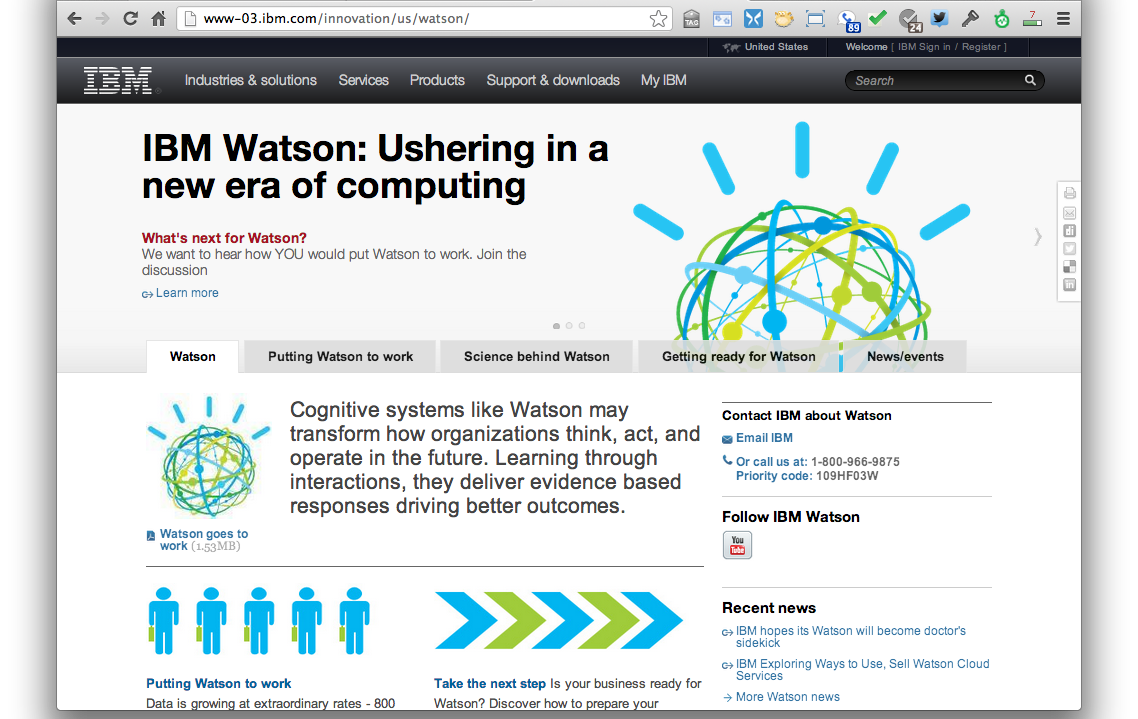 www-03.ibm.com/innovation/us/watson/
TAG
89
24
7
United States
Welcome [ IBM Sign in / Register ]
IBM
Industries & solutions
Services
Products
Support & downloads
My IBM
Search
IBM Watson: Ushering in a
new era of computing
What's next for Watson?
We want to hear how YOU would put Watson to work. Join the
discussion
Learn more
Watson
Putting Watson to work
Science behind Watson
Getting ready for Watson
News/events
Cognitive systems like Watson may
transform how organizations think, act, and
operate in the future. Learning through
interactions, they deliver evidence based
responses driving better outcomes.
Watson goes to
work (1.53MB)
Putting Watson to work
Data is growing at extraordinary rates - 800
Take the next step Is your business ready for
Watson? Discover how to prepare your
Contact IBM about Watson
Email IBM
Or call us at: 1-800-966-9875
Priority code: 109HF03W
Follow IBM Watson
You
Tube
Recent news
IBM hopes its Watson will become doctor's
sidekick
IBM Exploring Ways to Use, Sell Watson Cloud
Services
More Watson news